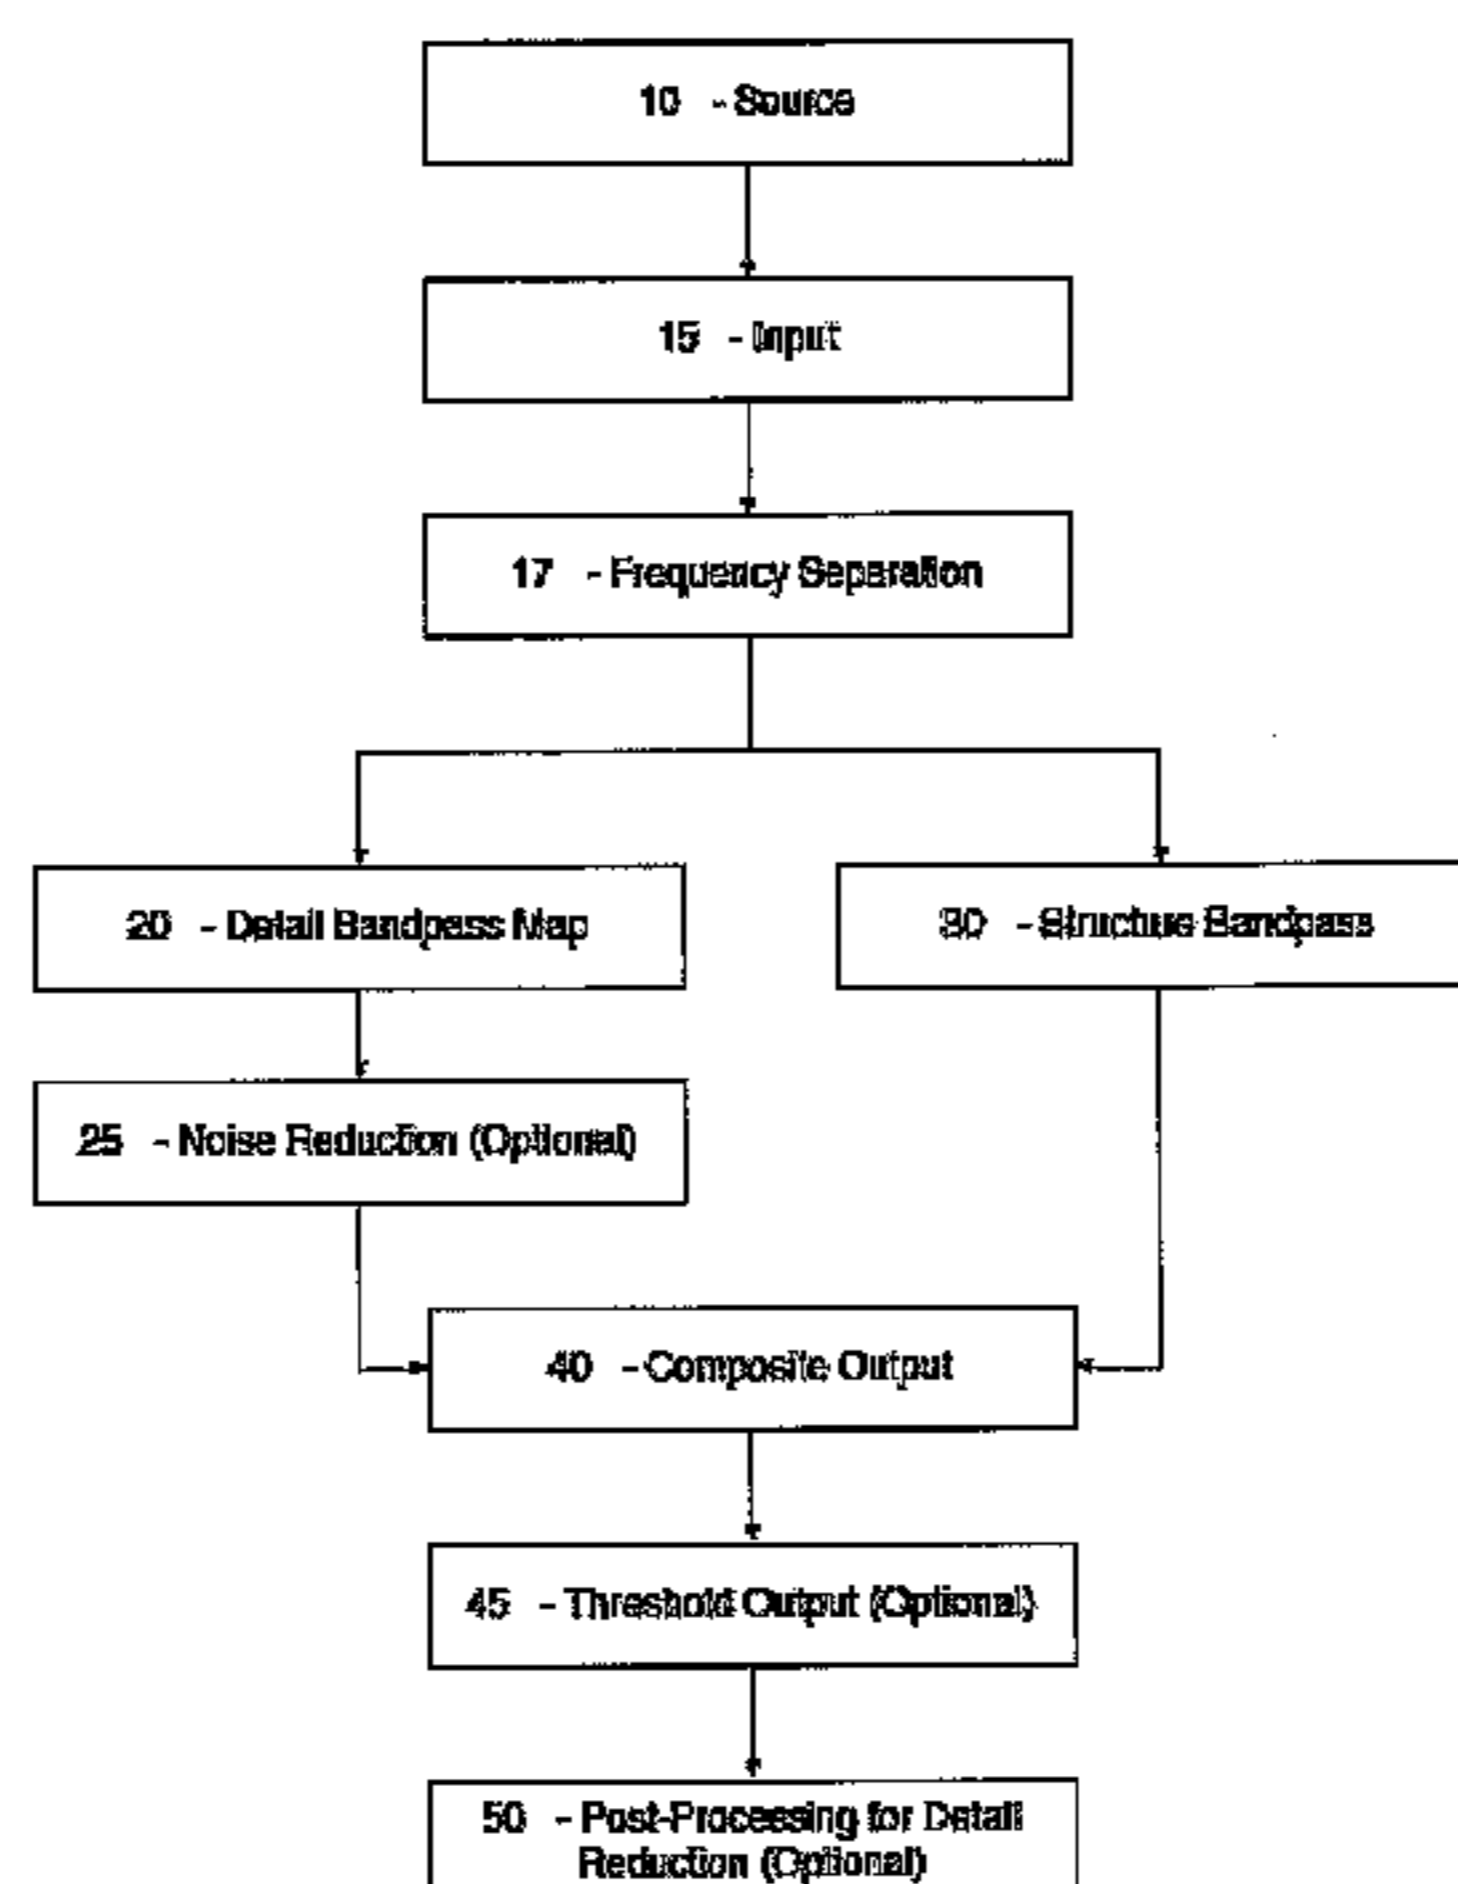 10 - Source
15 - Input
17 - Frequency Separation
20 - Detail Bandpass Map
30 - Structure Bandpass
25 - Noise Reduction (Optional)
40 - Composite Output
45 - Threshold Output (Optional)
50 - Post-Processing for Detail
Reduction (Optional)